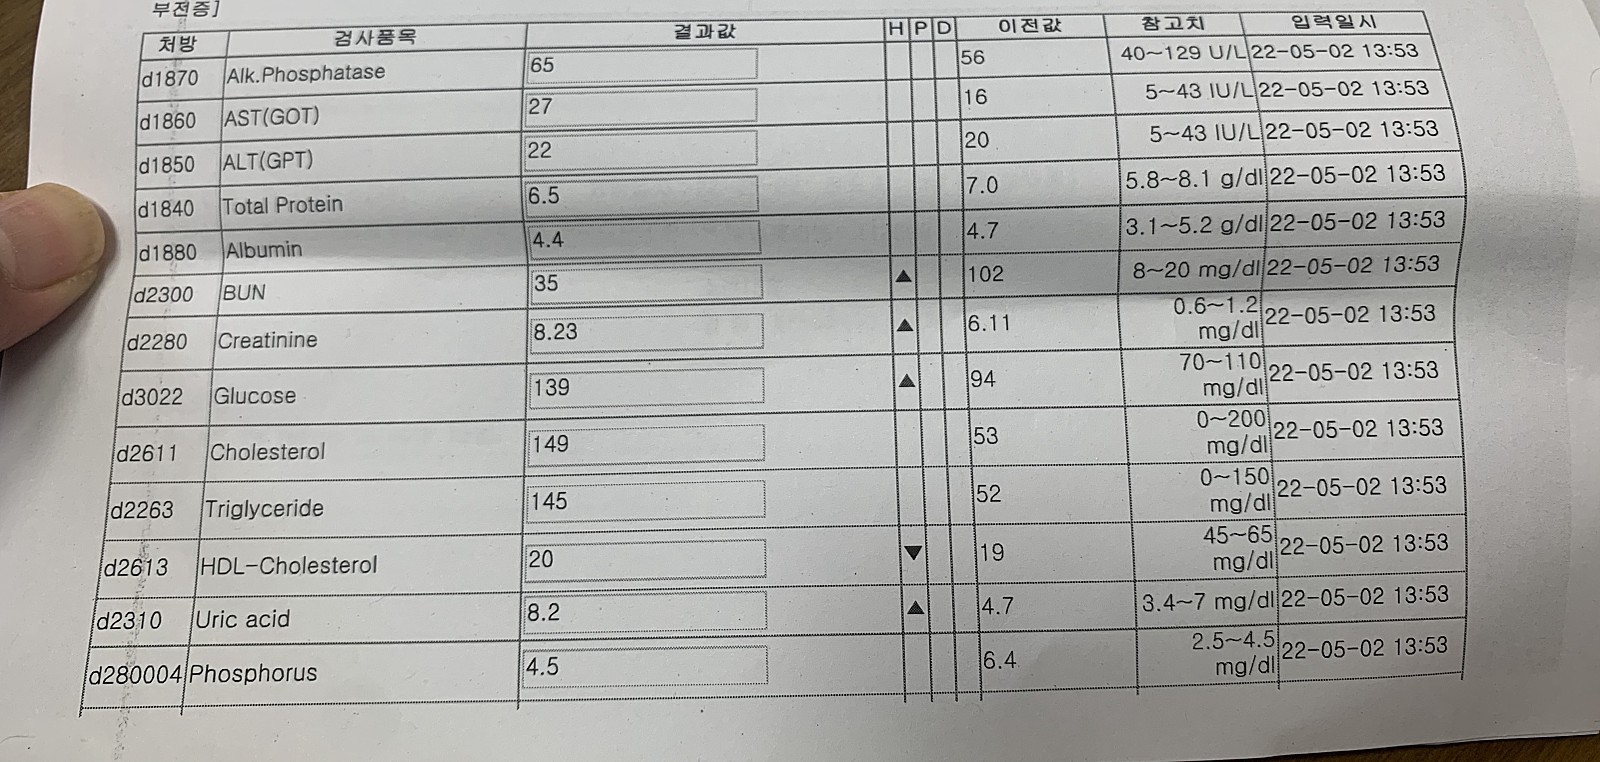 부전증]
처방 검사품목 결과값 H P D 이전값 참고치 입력일시
d1870 Alk.Phosphatase 65 56 40~129 U/L 22-05-02 13:53
d1860 AST(GOT) 27 16 5~43 IU/L 22-05-02 13:53
d1850 ALT(GPT) 22 20 5~43 IU/L 22-05-02 13:53
d1840 Total Protein 6.5 7.0 5.8~8.1 g/dl 22-05-02 13:53
d1880 Albumin 4.4 4.7 3.1~5.2 g/dl 22-05-02 13:53
d2300 BUN 35 ▲ 102 8~20 mg/dl 22-05-02 13:53
d2280 Creatinine 8.23 ▲ 6.11 0.6~1.2 mg/dl 22-05-02 13:53
d3022 Glucose 139 ▲ 94 70~110 mg/dl 22-05-02 13:53
d2611 Cholesterol 149 53 0~200 mg/dl 22-05-02 13:53
d2263 Triglyceride 145 52 0~150 mg/dl 22-05-02 13:53
d2613 HDL-Cholesterol 20 ▼ 19 45~65 mg/dl 22-05-02 13:53
d2310 Uric acid 8.2 ▲ 4.7 3.4~7 mg/dl 22-05-02 13:53
d280004 Phosphorus 4.5 6.4 2.5~4.5 mg/dl 22-05-02 13:53